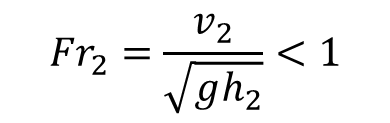 Fr₂ = v₂ / √(gh₂) < 1